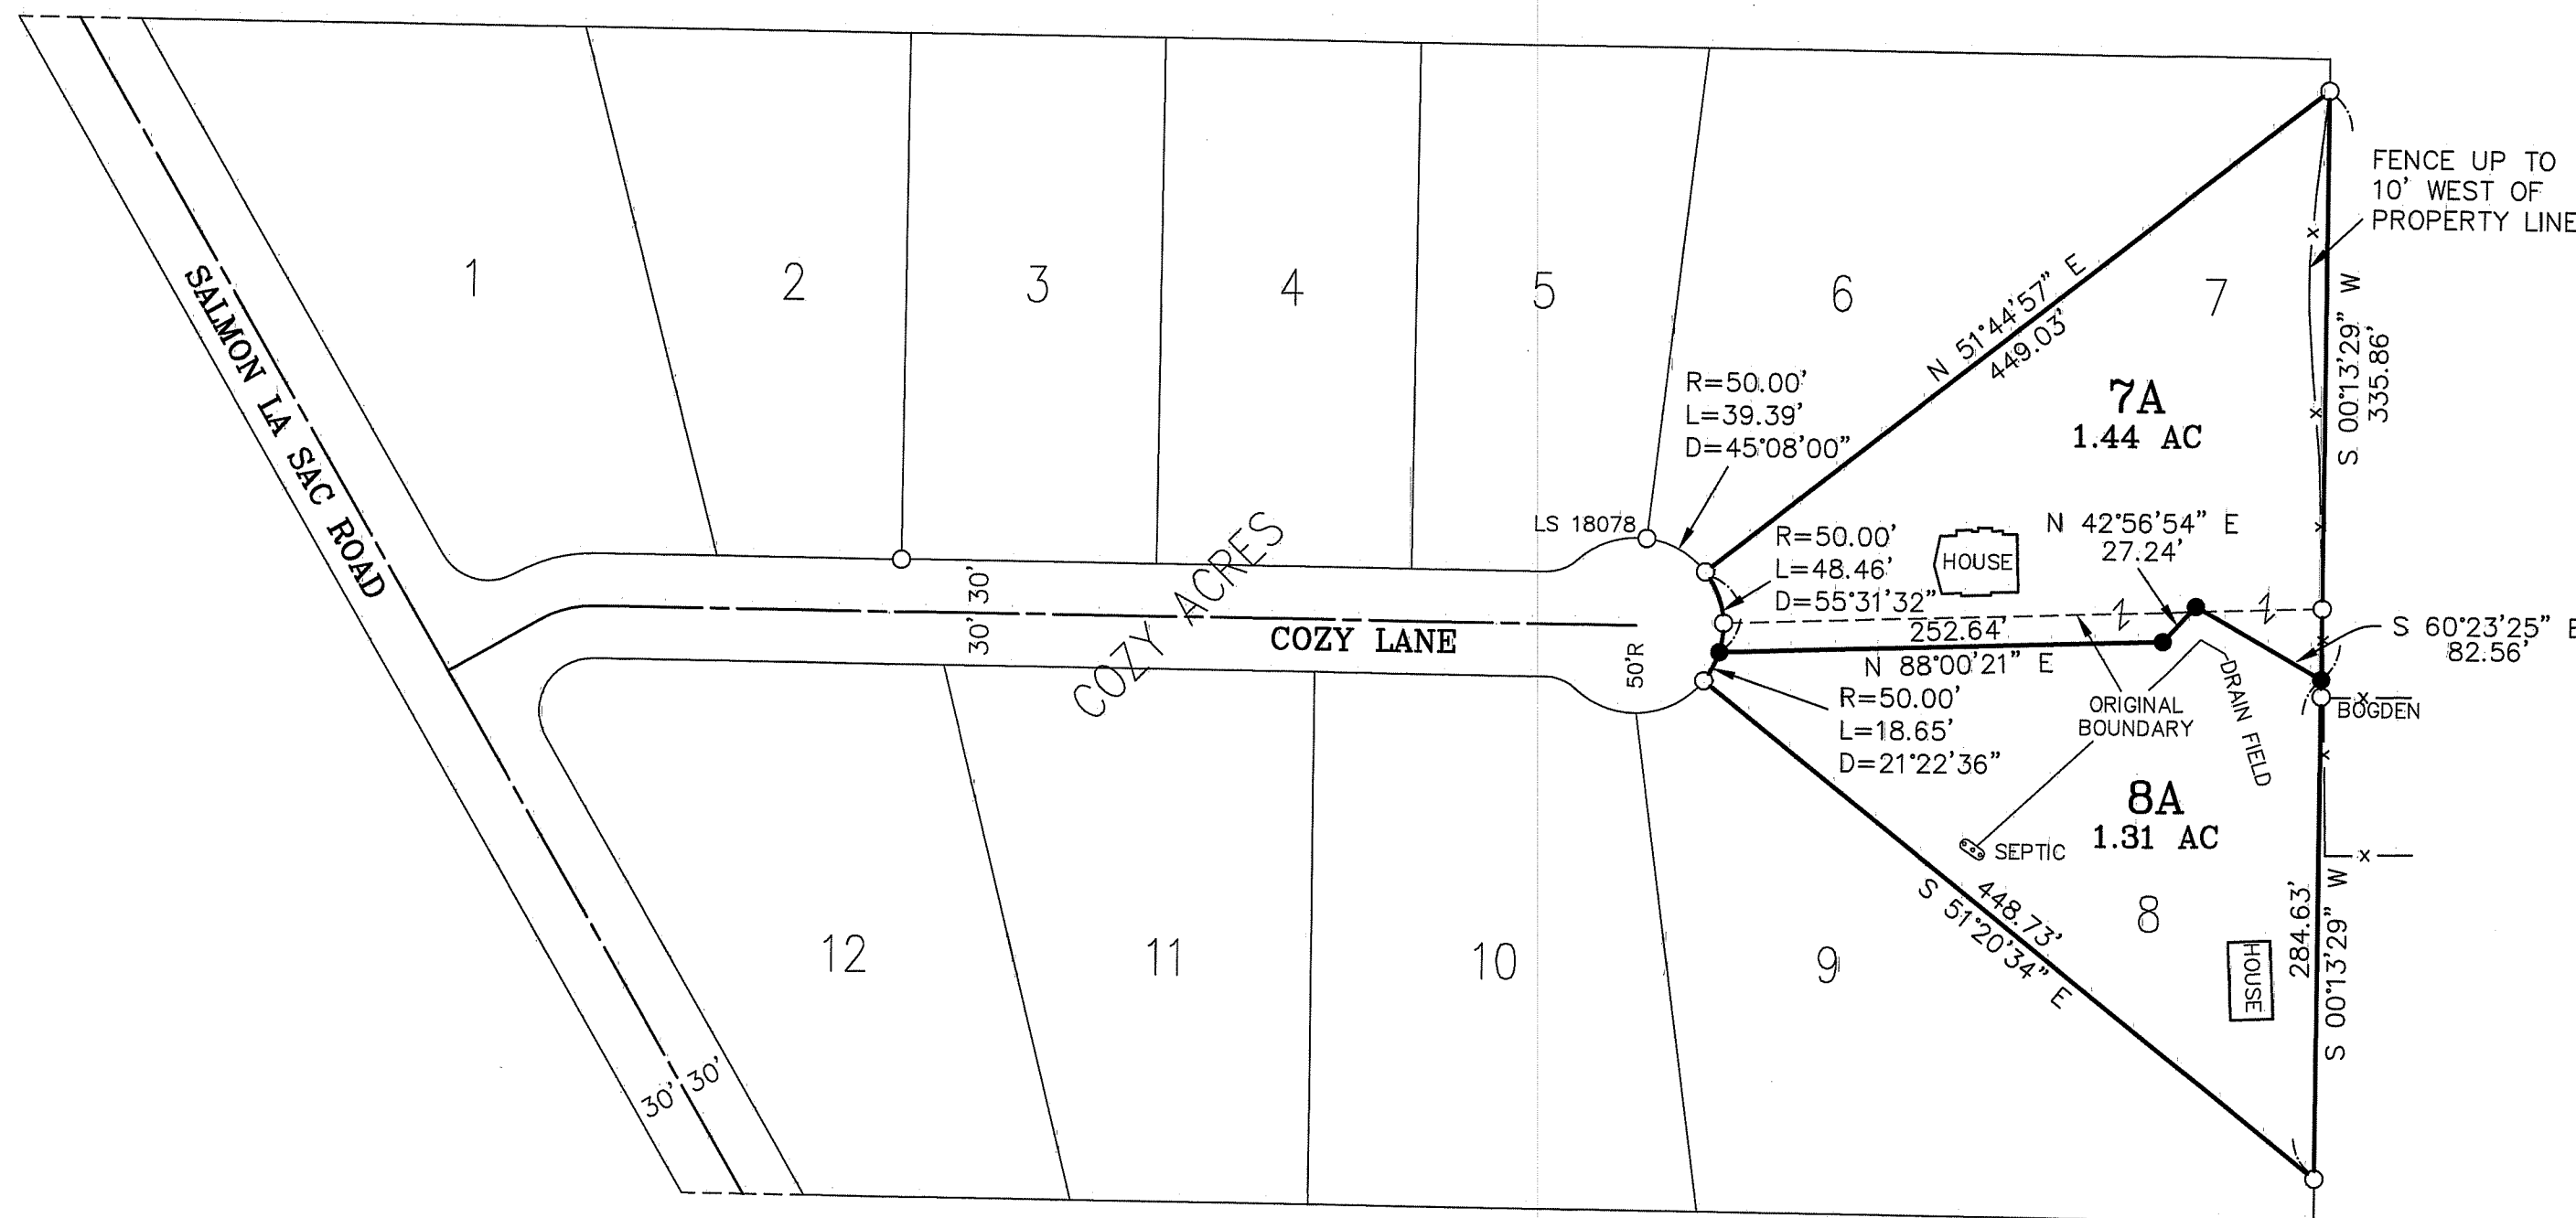 FENCE UP TO
10' WEST OF
PROPERTY LINE
1
2
3
4
5
6
7
SALMON LA SAC ROAD
N 51°44'57" E
449.03'
S 00°13'29" W
335.86'
R=50.00'
L=39.39'
D=45°08'00"
7A
1.44 AC
LS 18078
R=50.00'
L=48.46'
D=55°31'32"
HOUSE
N 42°56'54" E
27.24'
COZY ACRES
30'
30'
COZY LANE
50'R
252.64'
N 88°00'21" E
S 60°23'25" E
82.56'
R=50.00'
L=18.65'
D=21°22'36"
ORIGINAL
BOUNDARY
DRAIN FIELD
BOGDEN
8A
1.31 AC
SEPTIC
448.73'
S 51°20'34" E
284.63'
S 00°13'29" W
HOUSE
12
11
10
9
8
30'
30'